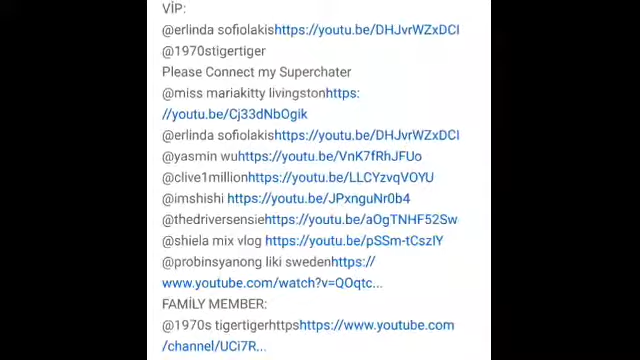 VİP:
@erlinda sofiolakishttps://youtu.be/DHJvrWZxDCI
@1970stigertiger
Please Connect my Superchater
@miss mariakitty livingstonhttps:
//youtu.be/Cj33dNbOgik
@erlinda sofiolakishttps://youtu.be/DHJvrWZxDCI
@yasmin wuhttps://youtu.be/VnK7fRhJFUo
@clive1millionhttps://youtu.be/LLCYzvqVOYU
@imshishi https://youtu.be/JPxnguNr0b4
@thedriversensiehttps://youtu.be/aOgTNHF52Sw
@shiela mix vlog https://youtu.be/pSSm-tCszIY
@probinsyanong liki swedenhttps://
www.youtube.com/watch?v=QOqtc...
FAMİLY MEMBER:
@1970s tigertigerhttpshttps://www.youtube.com
/channel/UCi7R...